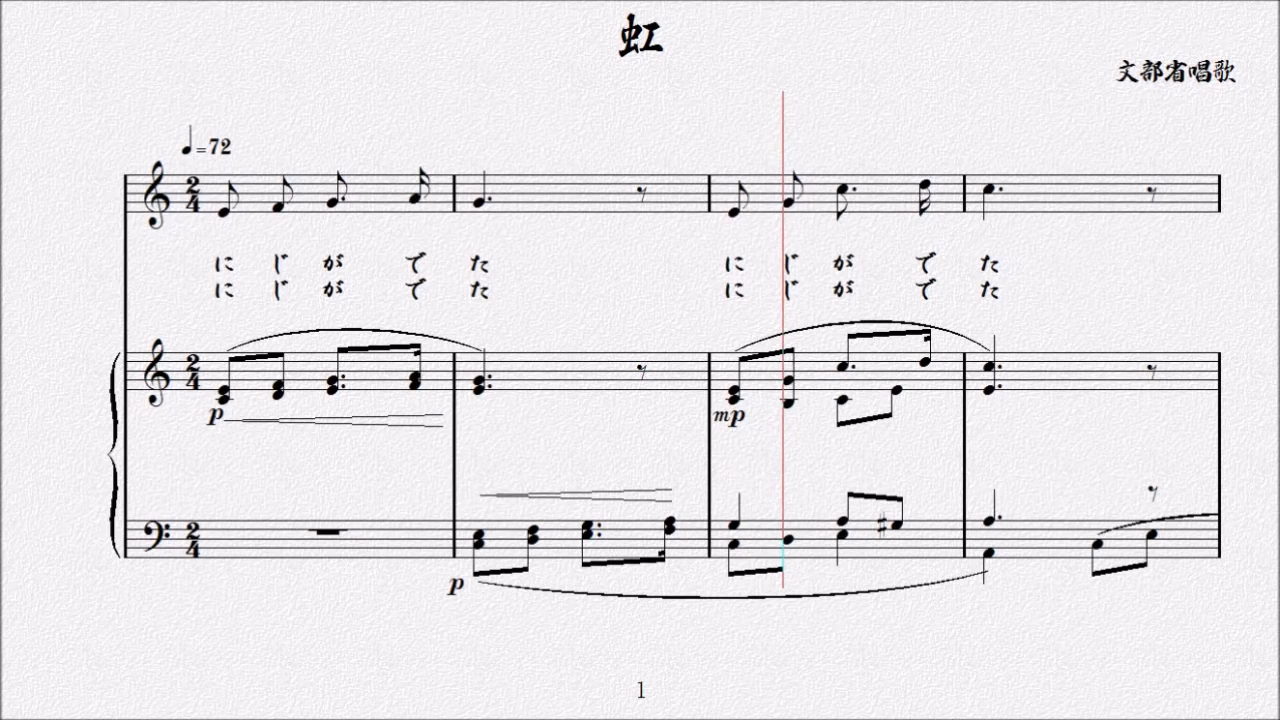 虹
文部省唱歌
♩=72
に じ が で た に じ が で た
に じ が で た に じ が で た
p
mp
p
1